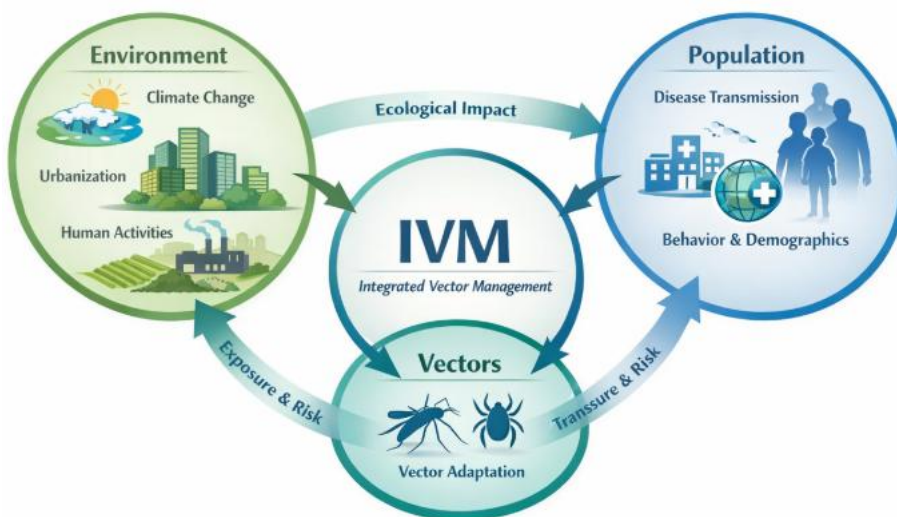 Environment
Climate Change
Urbanization
Human Activities
Ecological Impact
Population
Disease Transmission
Behavior & Demographics
IVM
Integrated Vector Management
Exposure & Risk
Vectors
Vector Adaptation
Transsure & Risk